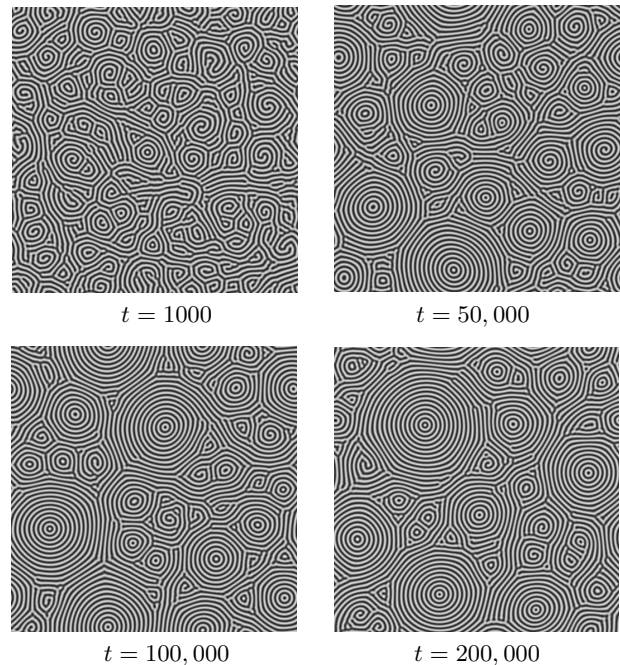 t = 1000
t = 50,000
t = 100,000
t = 200,000